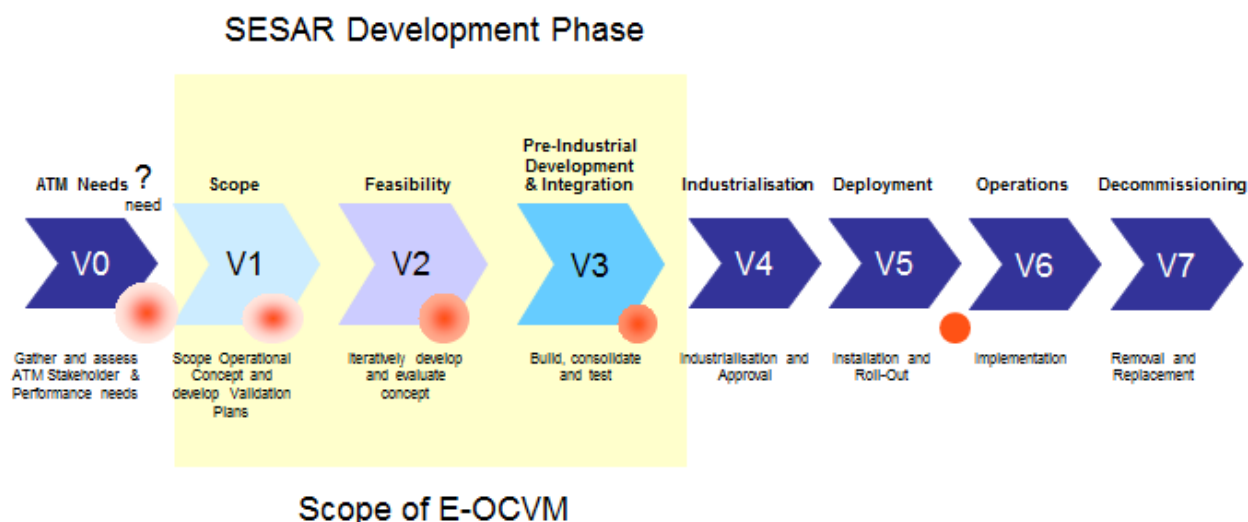 SESAR Development Phase
ATM Needs ?
need
Scope
Feasibility
Pre-Industrial
Development
& Integration
Industrialisation
Deployment
Operations
Decommissioning
V0
V1
V2
V3
V4
V5
V6
V7
Gather and assess
ATM Stakeholder &
Performance needs
Scope Operational
Concept and
develop Validation
Plans
Iteratively develop
and evaluate
concept
Build, consolidate
and test
Industrialisation and
Approval
Installation and
Roll-Out
Implementation
Removal and
Replacement
Scope of E-OCVM